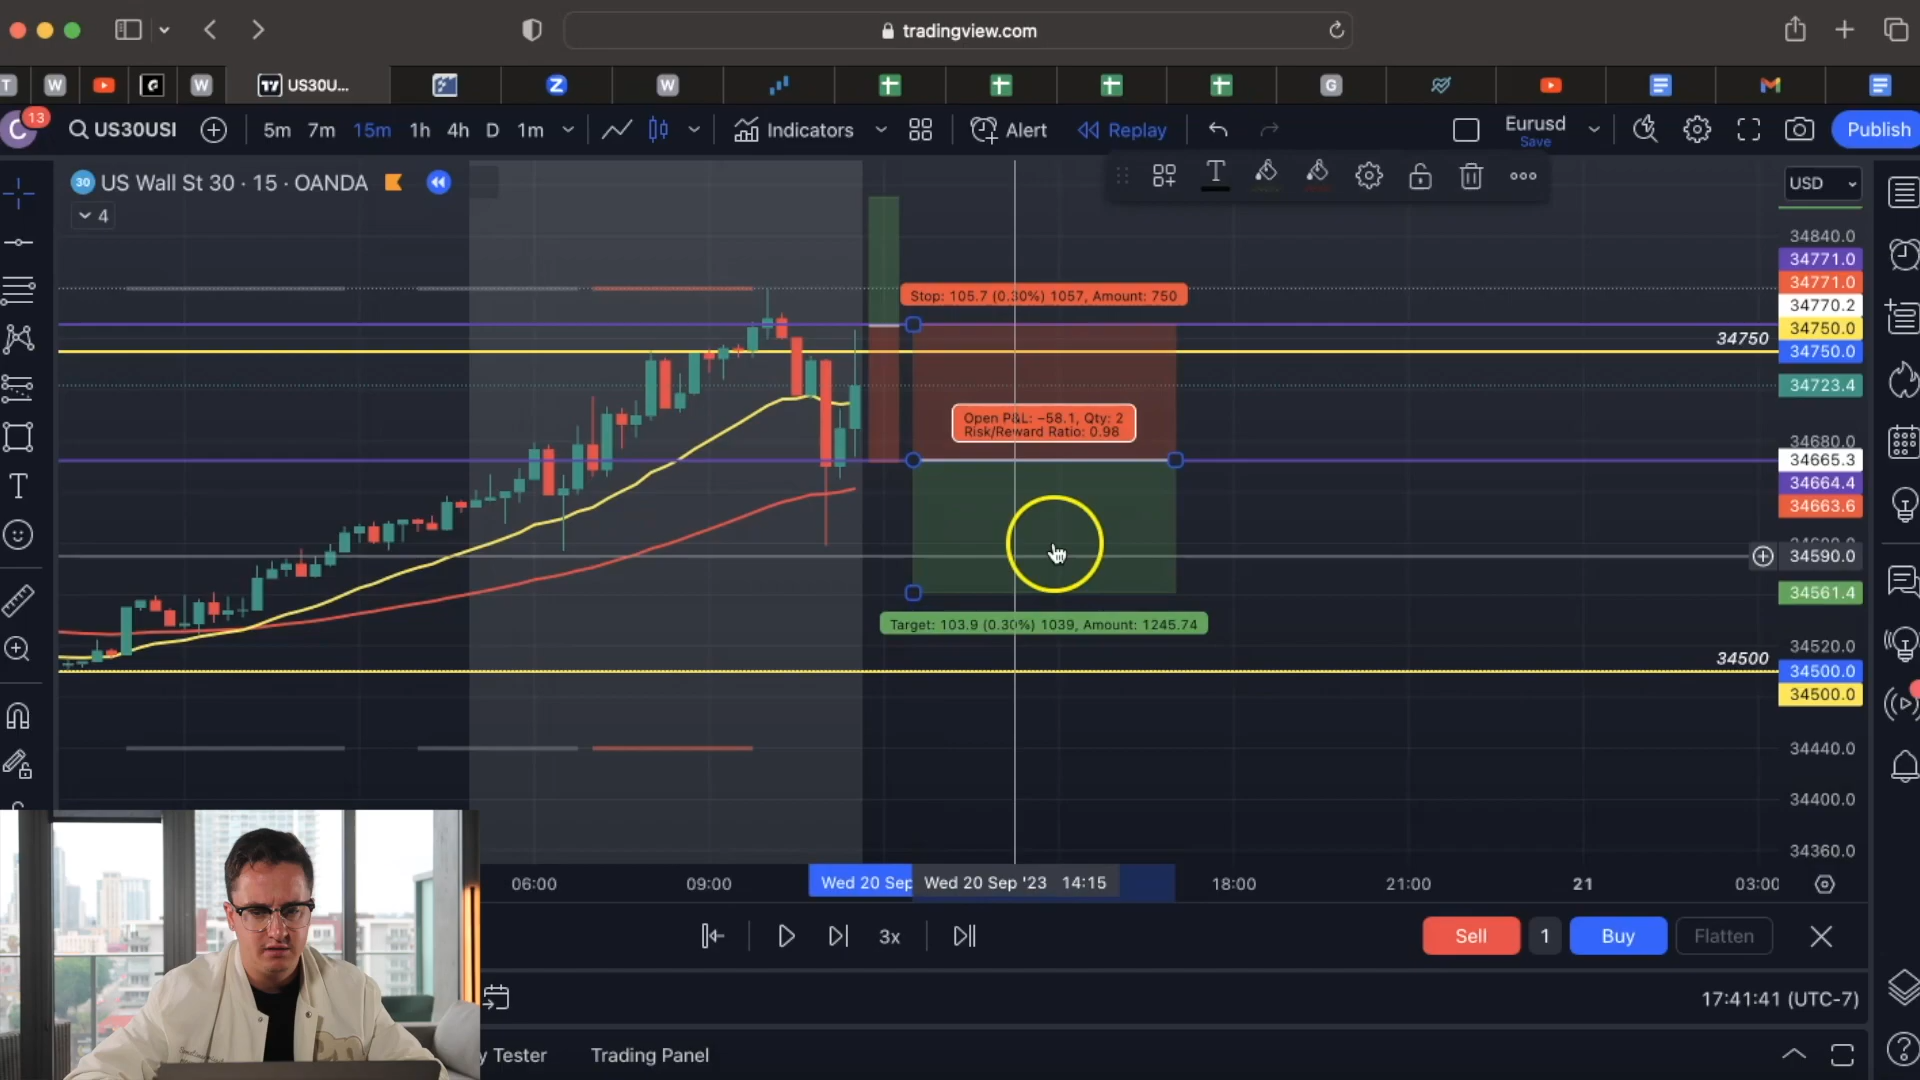 tradingview.com
T
W
W
US30U...
Z
W
G
C
13
US30USI
5m
7m
15m
1h
4h
D
1m
Indicators
Alert
Replay
Eurusd
Save
Publish
30
US Wall St 30 · 15 · OANDA
4
T
USD
34840.0
34771.0
34771.0
34770.2
34750.0
34750
34750.0
34723.4
34680.0
34665.3
34664.4
34663.6
34590.0
34561.4
34520.0
34500
34500.0
34500.0
34440.0
34400.0
34360.0
Stop: 105.7 (0.30%) 1057, Amount: 750
Open P&L: −58.1, Qty: 2
Risk/Reward Ratio: 0.98
Target: 103.9 (0.30%) 1039, Amount: 1245.74
T
06:00
09:00
Wed 20 Sep
Wed 20 Sep '23 14:15
18:00
21:00
21
03:00
3x
Sell
1
Buy
Flatten
17:41:41 (UTC-7)
y Tester
Trading Panel